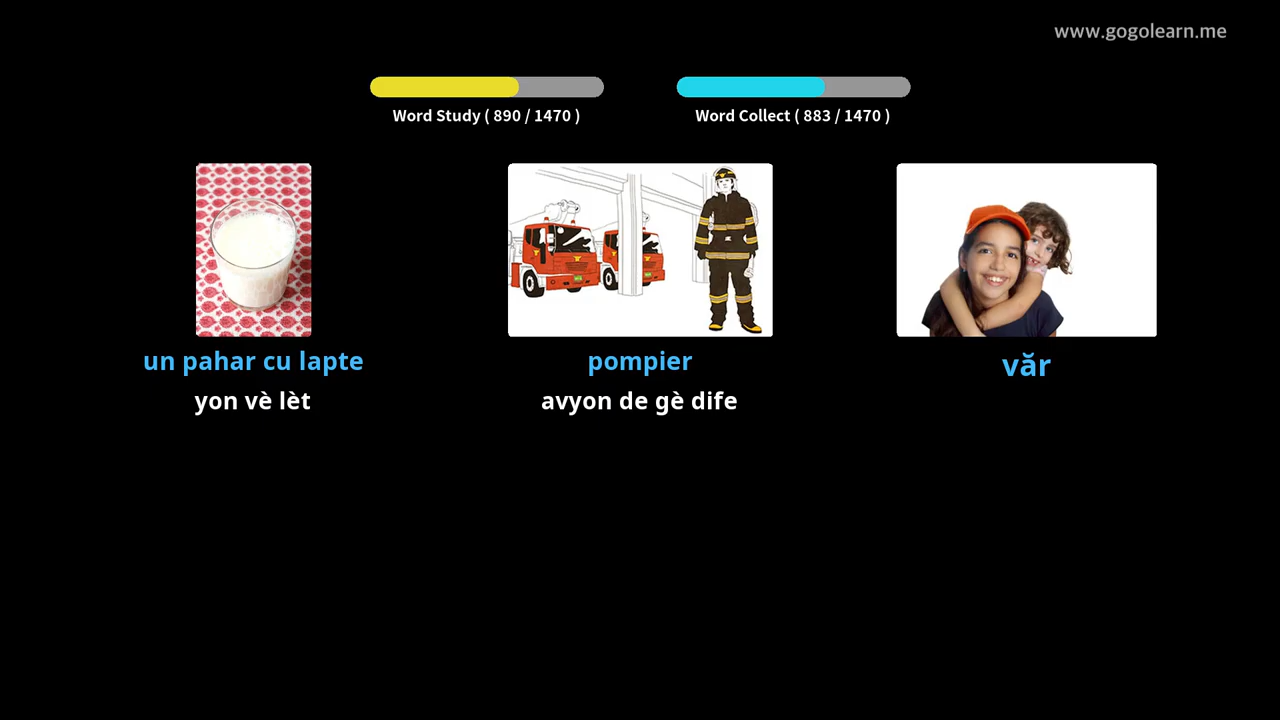 www.gogolearn.me
Word Study ( 890 / 1470 )
Word Collect ( 883 / 1470 )
un pahar cu lapte
yon vè lèt
pompier
avyon de gè dife
văr